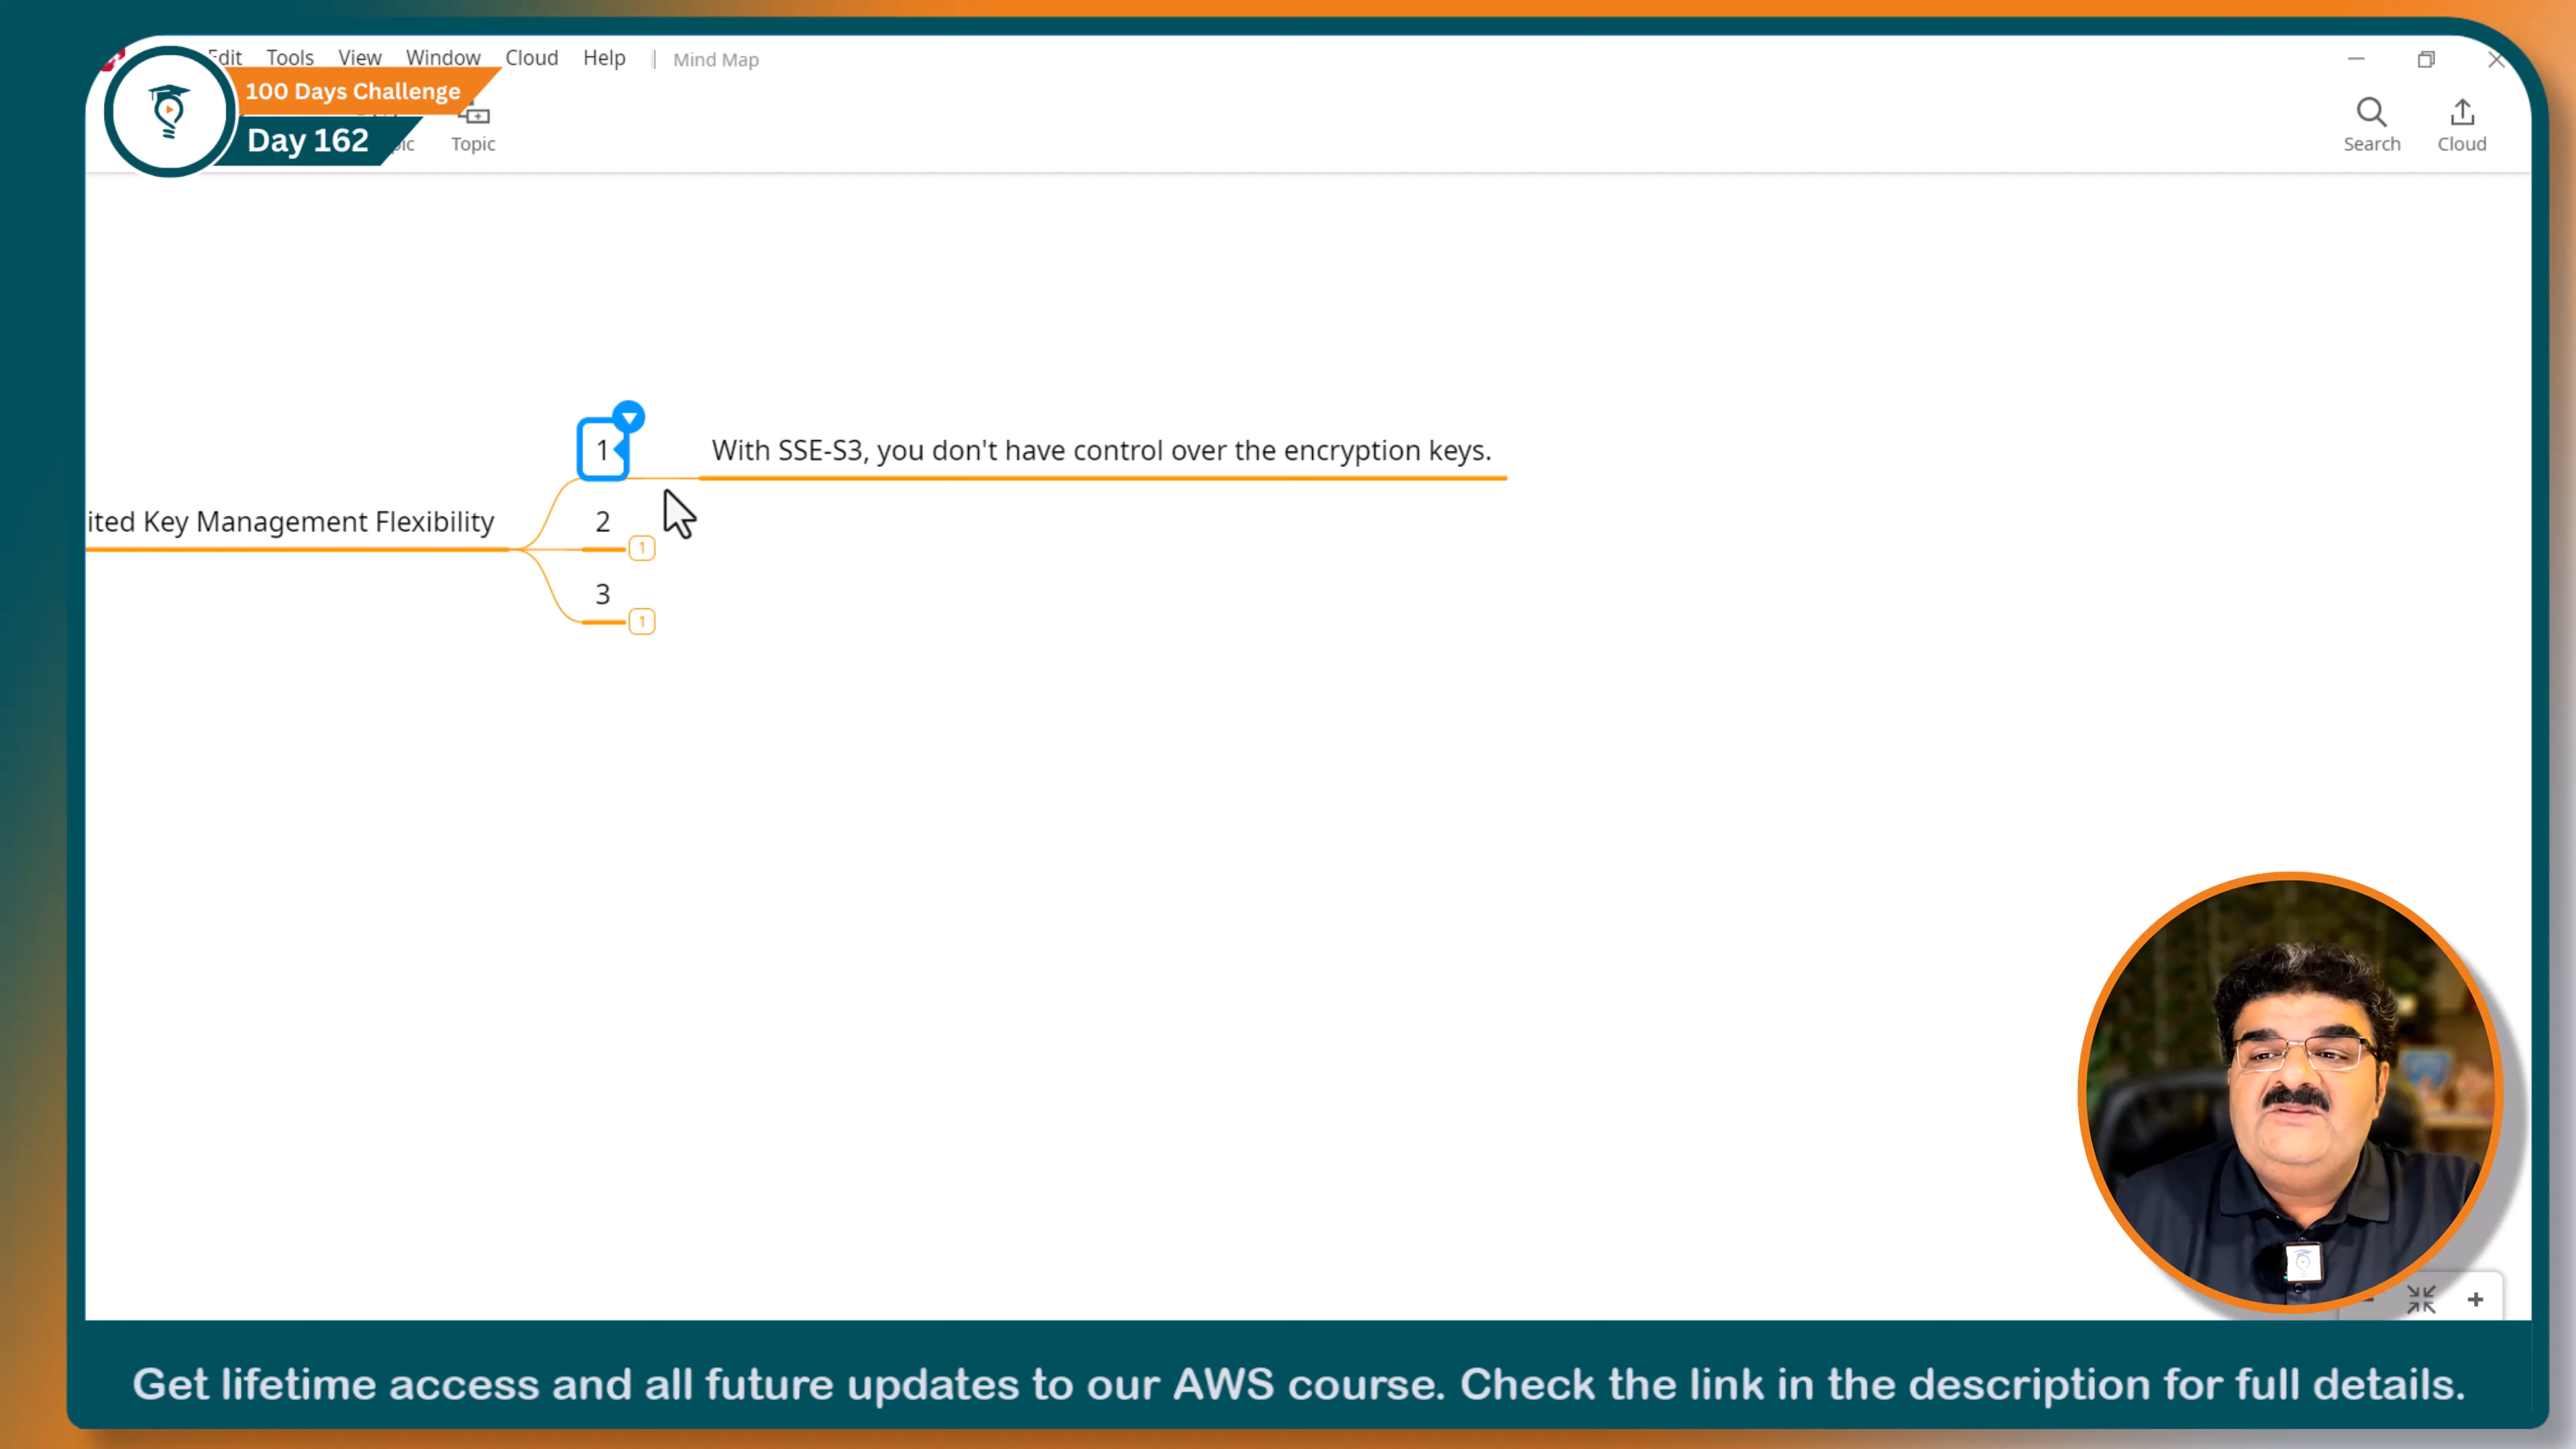 Edit Tools View Window Cloud Help | Mind Map
100 Days Challenge
Day 162
Topic
Search
Cloud
1
With SSE-S3, you don't have control over the encryption keys.
ited Key Management Flexibility
2
1
3
1
Get lifetime access and all future updates to our AWS course. Check the link in the description for full details.